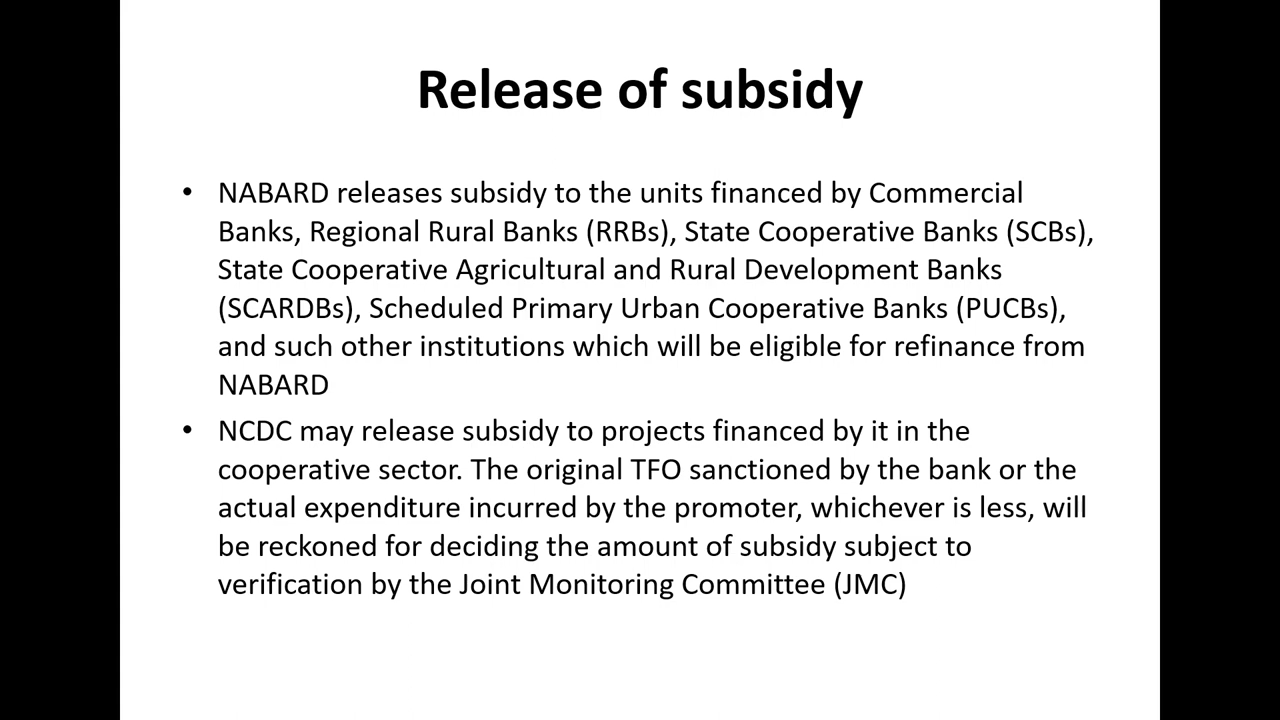 Release of subsidy
• NABARD releases subsidy to the units financed by Commercial
Banks, Regional Rural Banks (RRBs), State Cooperative Banks (SCBs),
State Cooperative Agricultural and Rural Development Banks
(SCARDBs), Scheduled Primary Urban Cooperative Banks (PUCBs),
and such other institutions which will be eligible for refinance from
NABARD
• NCDC may release subsidy to projects financed by it in the
cooperative sector. The original TFO sanctioned by the bank or the
actual expenditure incurred by the promoter, whichever is less, will
be reckoned for deciding the amount of subsidy subject to
verification by the Joint Monitoring Committee (JMC)